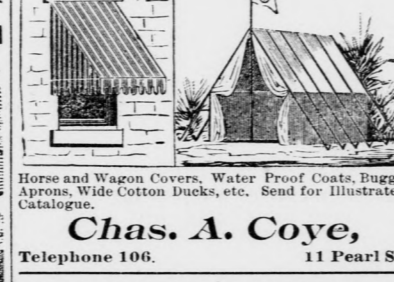 Horse and Wagon Covers, Water Proof Coats, Bugg
Aprons, Wide Cotton Ducks, etc. Send for Illustrate
Catalogue.
Chas. A. Coye,
Telephone 106. 11 Pearl S